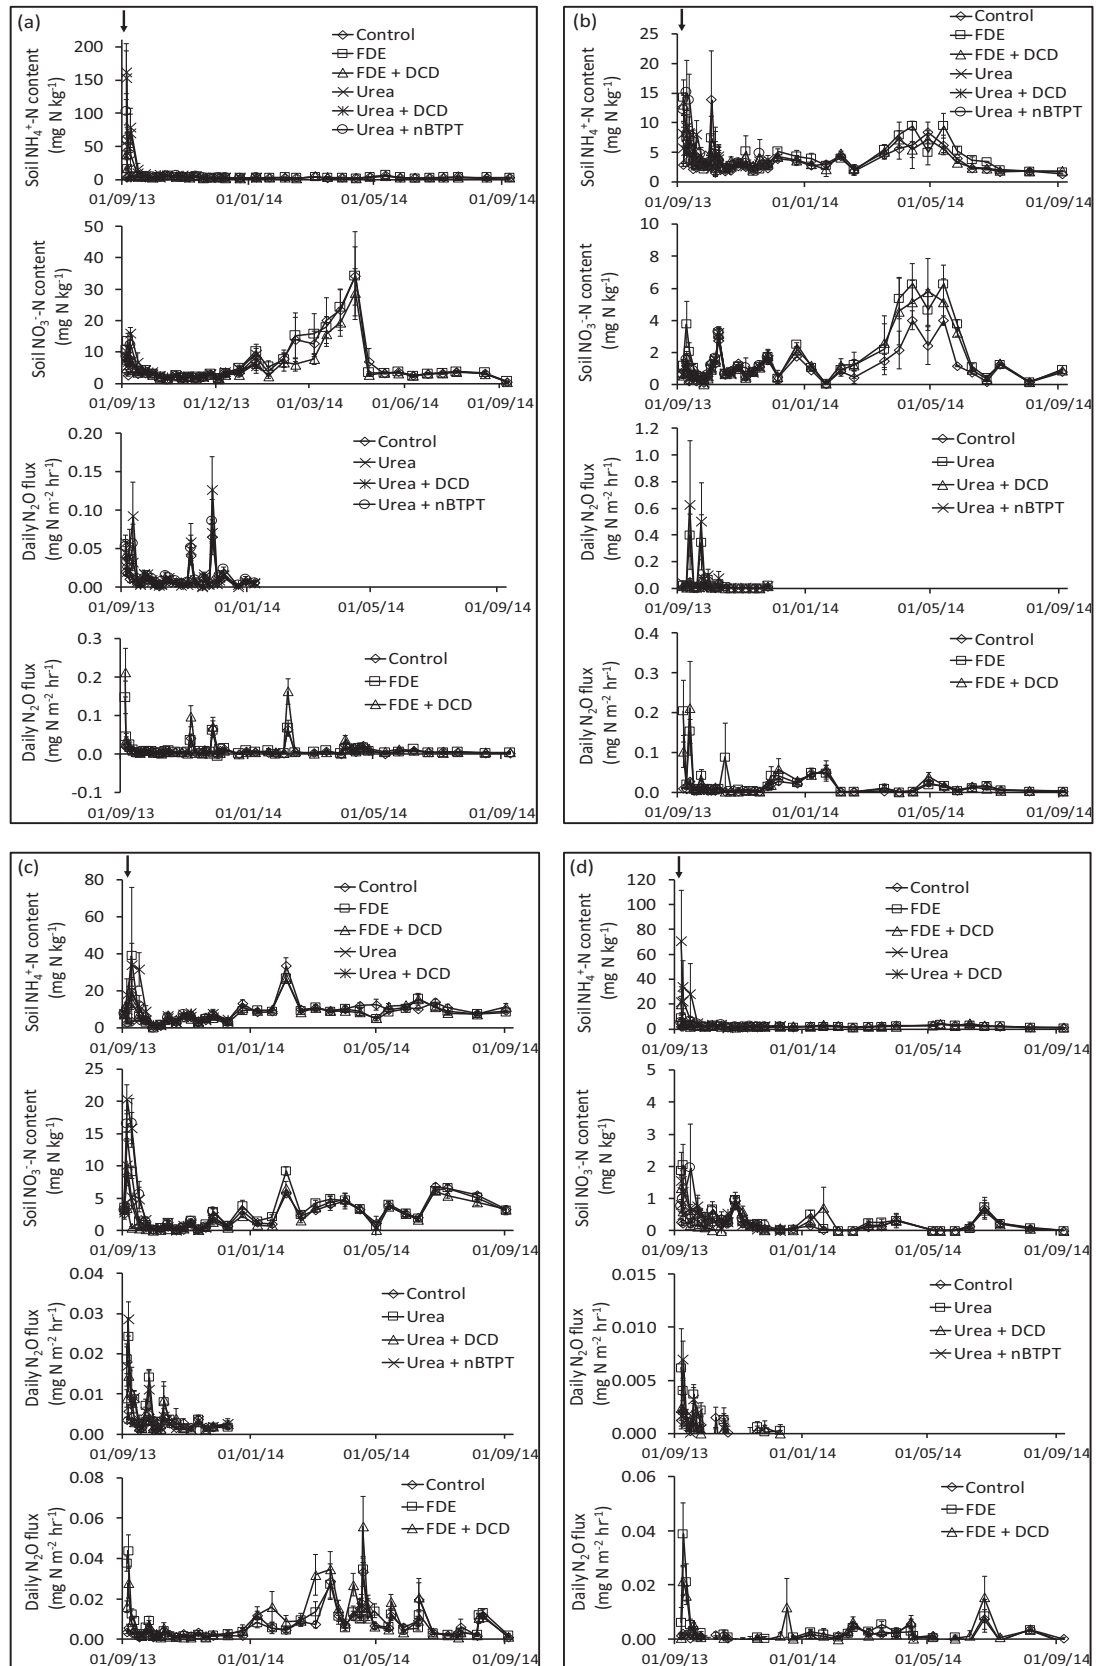 (a)
Soil NH₄⁺-N content
(mg N kg⁻¹)
200
150
100
50
0
Control
FDE
FDE + DCD
Urea
Urea + DCD
Urea + nBTPT
01/09/13 01/01/14 01/05/14 01/09/14
Soil NO₃⁻-N content
(mg N kg⁻¹)
50
40
30
20
10
0
01/09/13 01/12/13 01/03/14 01/06/14 01/09/14
Daily N₂O flux
(mg N m⁻² hr⁻¹)
0.20
0.15
0.10
0.05
0.00
Control
Urea
Urea + DCD
Urea + nBTPT
01/09/13 01/01/14 01/05/14 01/09/14
Daily N₂O flux
(mg N m⁻² hr⁻¹)
0.3
0.2
0.1
0.0
-0.1
Control
FDE
FDE + DCD
01/09/13 01/01/14 01/05/14 01/09/14
(b)
Soil NH₄⁺-N content
(mg N kg⁻¹)
25
20
15
10
5
0
Control
FDE
FDE + DCD
Urea
Urea + DCD
Urea + nBTPT
01/09/13 01/01/14 01/05/14 01/09/14
Soil NO₃⁻-N content
(mg N kg⁻¹)
10
8
6
4
2
0
01/09/13 01/01/14 01/05/14 01/09/14
Daily N₂O flux
(mg N m⁻² hr⁻¹)
1.2
1.0
0.8
0.6
0.4
0.2
0.0
Control
Urea
Urea + DCD
Urea + nBTPT
01/09/13 01/01/14 01/05/14 01/09/14
Daily N₂O flux
(mg N m⁻² hr⁻¹)
0.4
0.3
0.2
0.1
0.0
Control
FDE
FDE + DCD
01/09/13 01/01/14 01/05/14 01/09/14
(c)
Soil NH₄⁺-N content
(mg N kg⁻¹)
80
60
40
20
0
Control
FDE
FDE + DCD
Urea
Urea + DCD
01/09/13 01/01/14 01/05/14 01/09/14
Soil NO₃⁻-N content
(mg N kg⁻¹)
25
20
15
10
5
0
01/09/13 01/01/14 01/05/14 01/09/14
Daily N₂O flux
(mg N m⁻² hr⁻¹)
0.04
0.03
0.02
0.01
0.00
Control
Urea
Urea + DCD
Urea + nBTPT
01/09/13 01/01/14 01/05/14 01/09/14
Daily N₂O flux
(mg N m⁻² hr⁻¹)
0.08
0.06
0.04
0.02
0.00
Control
FDE
FDE + DCD
01/09/13 01/01/14 01/05/14 01/09/14
(d)
Soil NH₄⁺-N content
(mg N kg⁻¹)
120
100
80
60
40
20
0
Control
FDE
FDE + DCD
Urea
Urea + DCD
01/09/13 01/01/14 01/05/14 01/09/14
Soil NO₃⁻-N content
(mg N kg⁻¹)
5
4
3
2
1
0
01/09/13 01/01/14 01/05/14 01/09/14
Daily N₂O flux
(mg N m⁻² hr⁻¹)
0.015
0.010
0.005
0.000
Control
Urea
Urea + DCD
Urea + nBTPT
01/09/13 01/01/14 01/05/14 01/09/14
Daily N₂O flux
(mg N m⁻² hr⁻¹)
0.06
0.04
0.02
0.00
Control
FDE
FDE + DCD
01/09/13 01/01/14 01/05/14 01/09/14